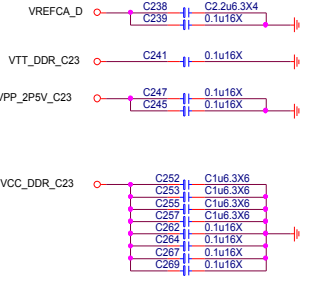 VREFCA_D C238 C2.2u6.3X4
C239 0.1u16X
VTT_DDR_C23 C241 0.1u16X
VPP_2P5V_C23 C247 0.1u16X
C245 0.1u16X
VCC_DDR_C23 C252 C1u6.3X6
C253 C1u6.3X6
C255 C1u6.3X6
C257 C1u6.3X6
C262 0.1u16X
C264 0.1u16X
C267 0.1u16X
C269 0.1u16X